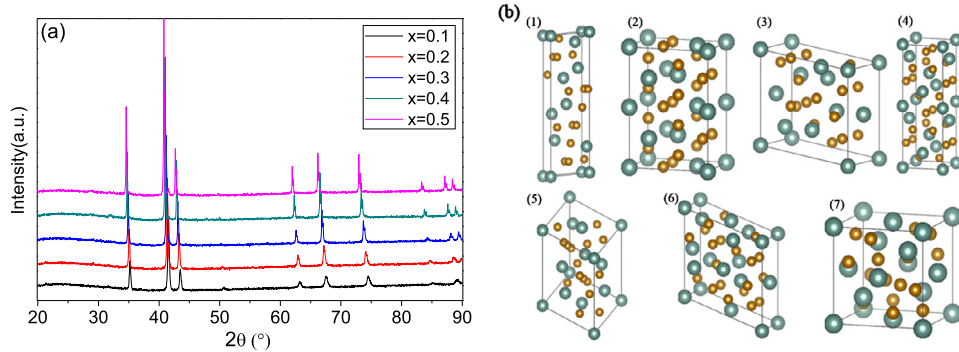 (a)
x=0.1
x=0.2
x=0.3
x=0.4
x=0.5
Intensity(a.u.)
20 30 40 50 60 70 80 90
2θ (°)
(b)
(1) (2) (3) (4)
(5) (6) (7)